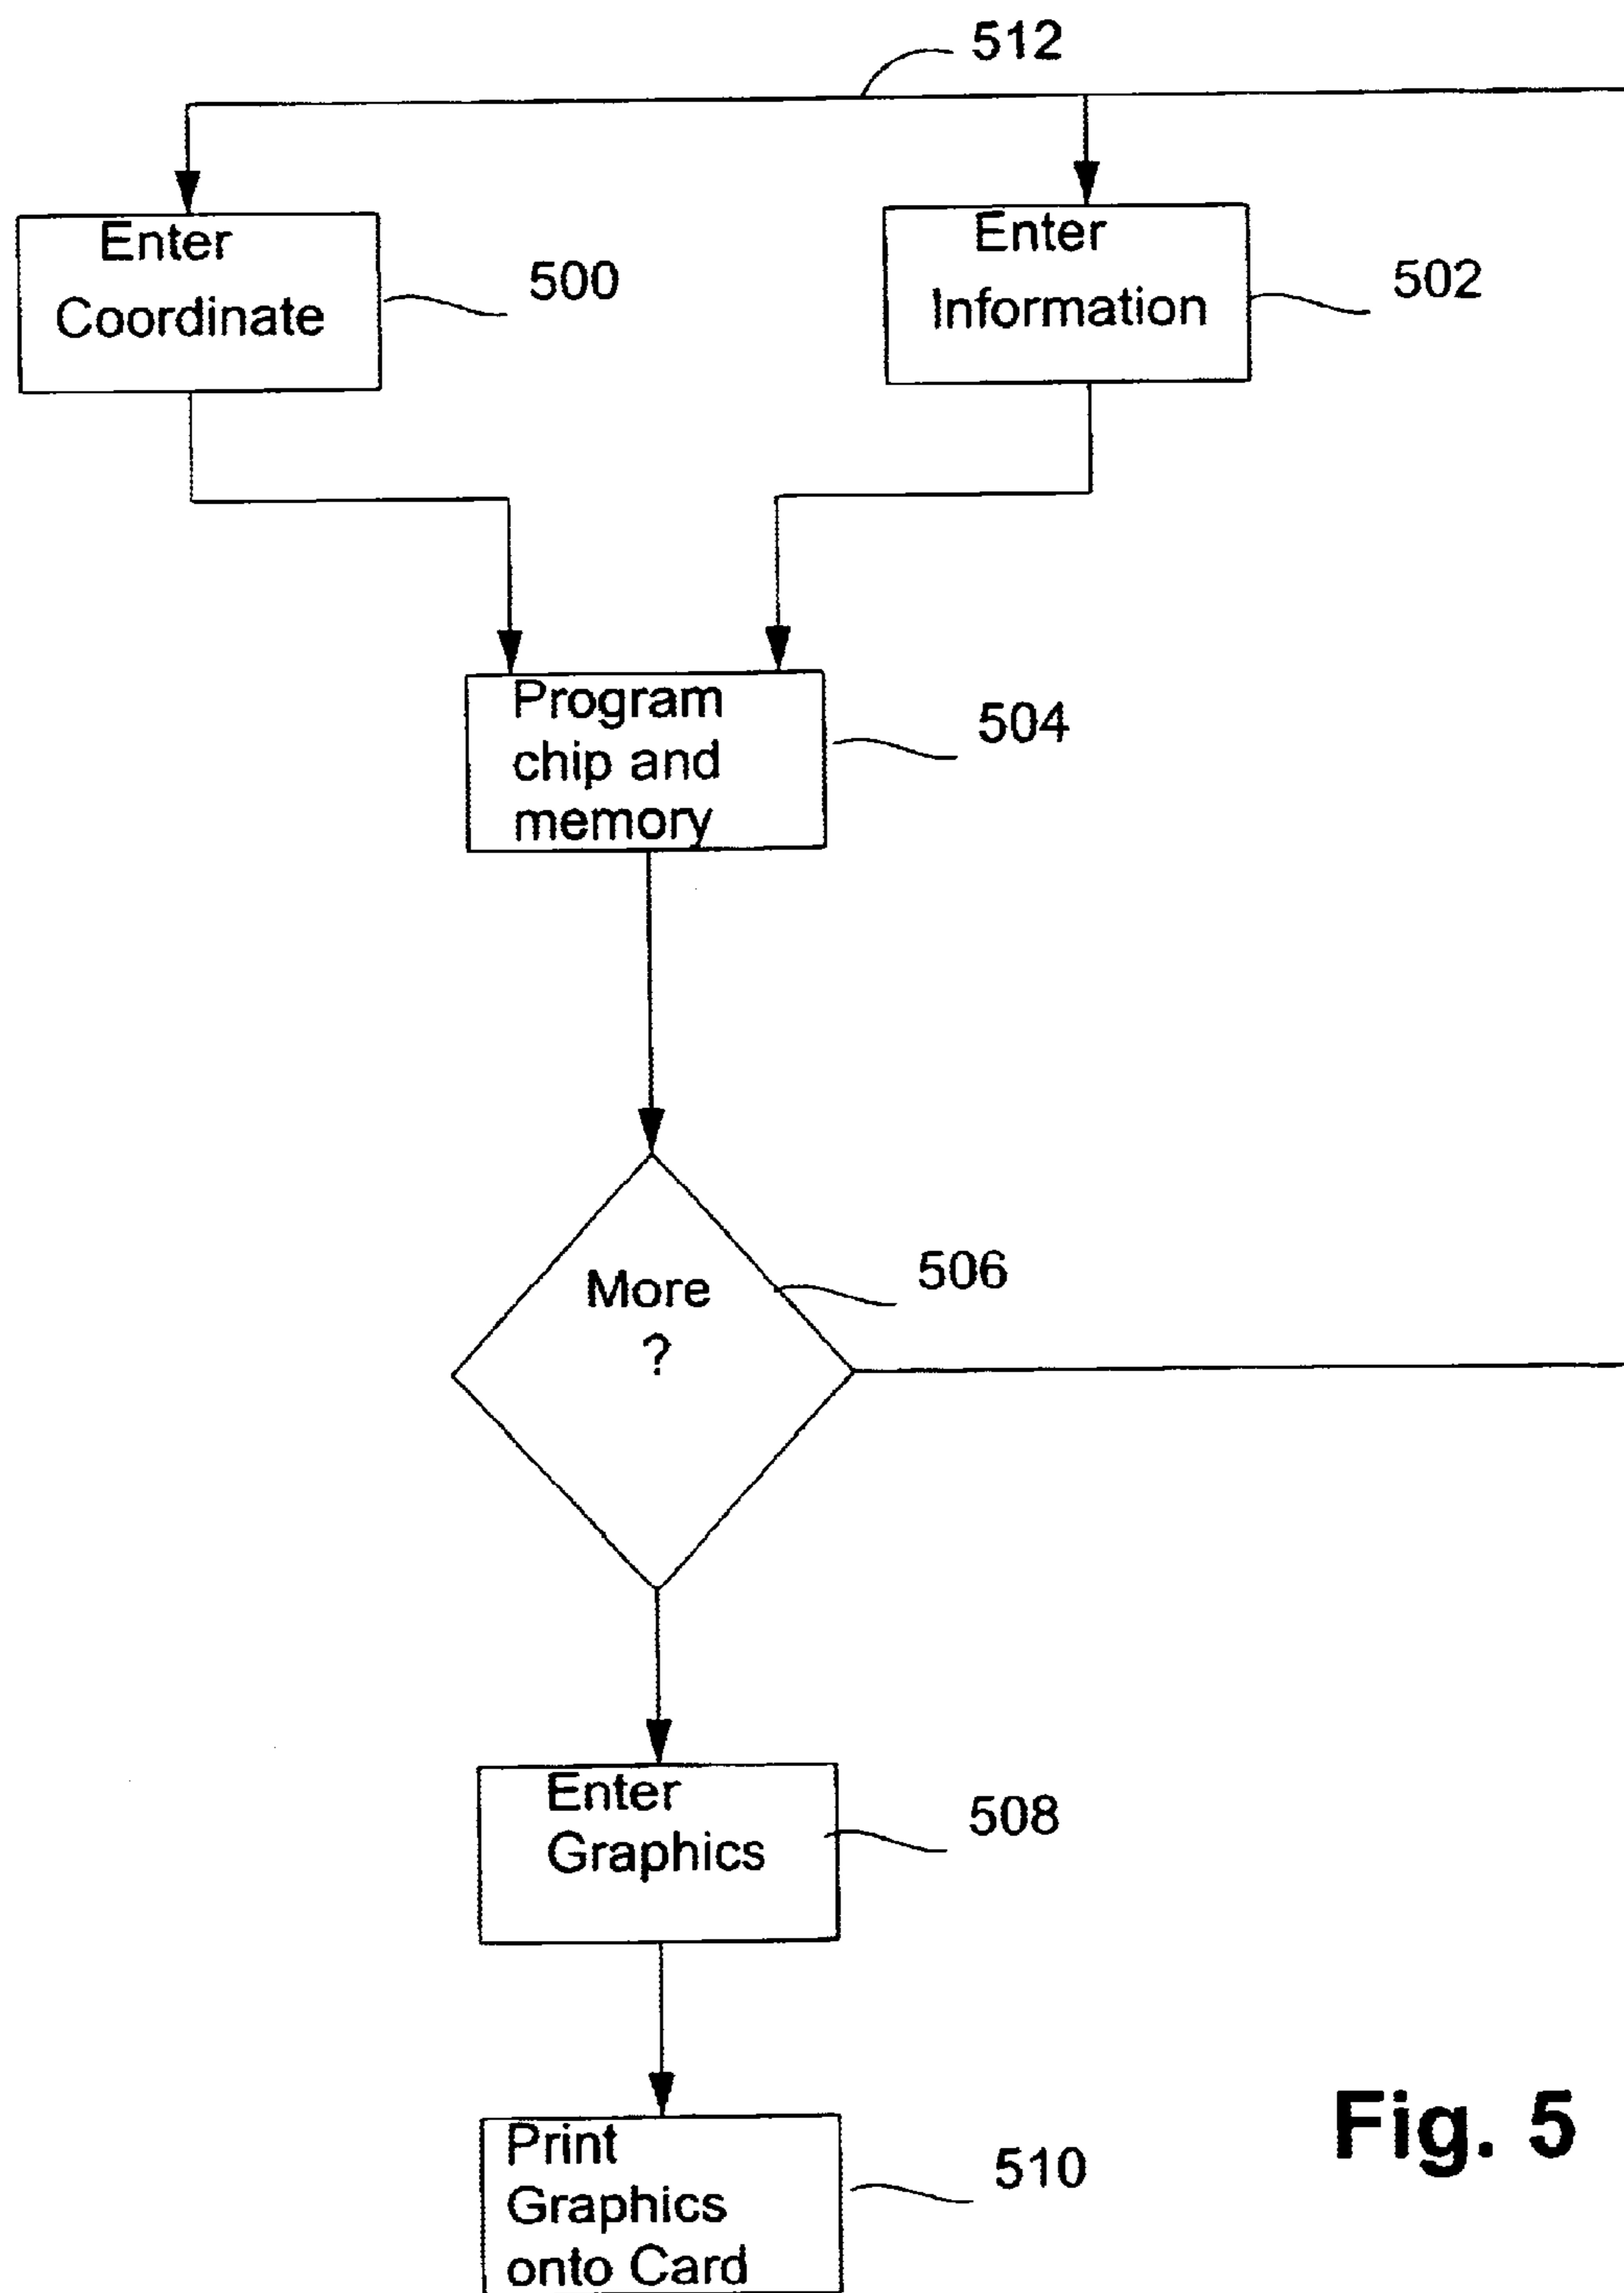 512
Enter
Coordinate
500
Enter
Information
502
Program
chip and
memory
504
More
?
506
Enter
Graphics
508
Print
Graphics
onto Card
510
Fig. 5